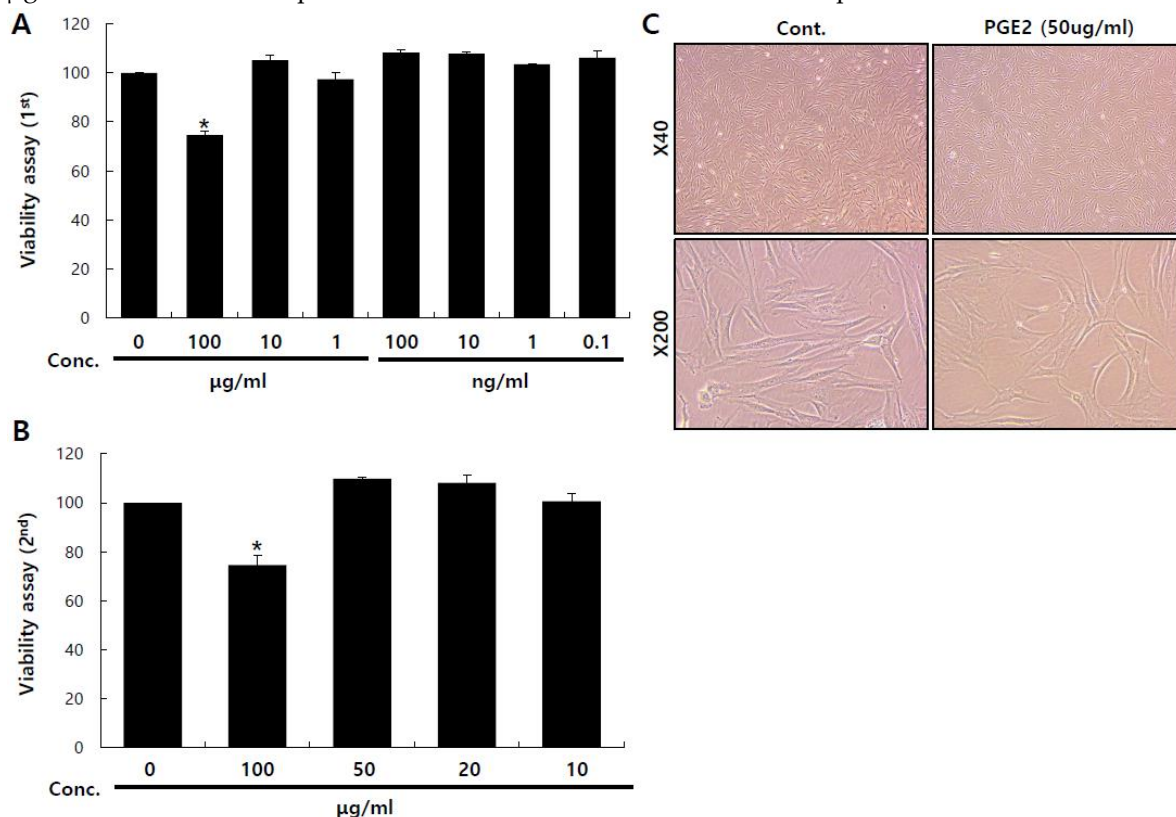 A
Viability assay (1st)
120
100
80
60
40
20
0
0 100 10 1 100 10 1 0.1
Conc.
μg/ml ng/ml
*
B
Viability assay (2nd)
120
100
80
60
40
20
0
0 100 50 20 10
Conc.
μg/ml
*
C
Cont. PGE2 (50ug/ml)
X40
X200